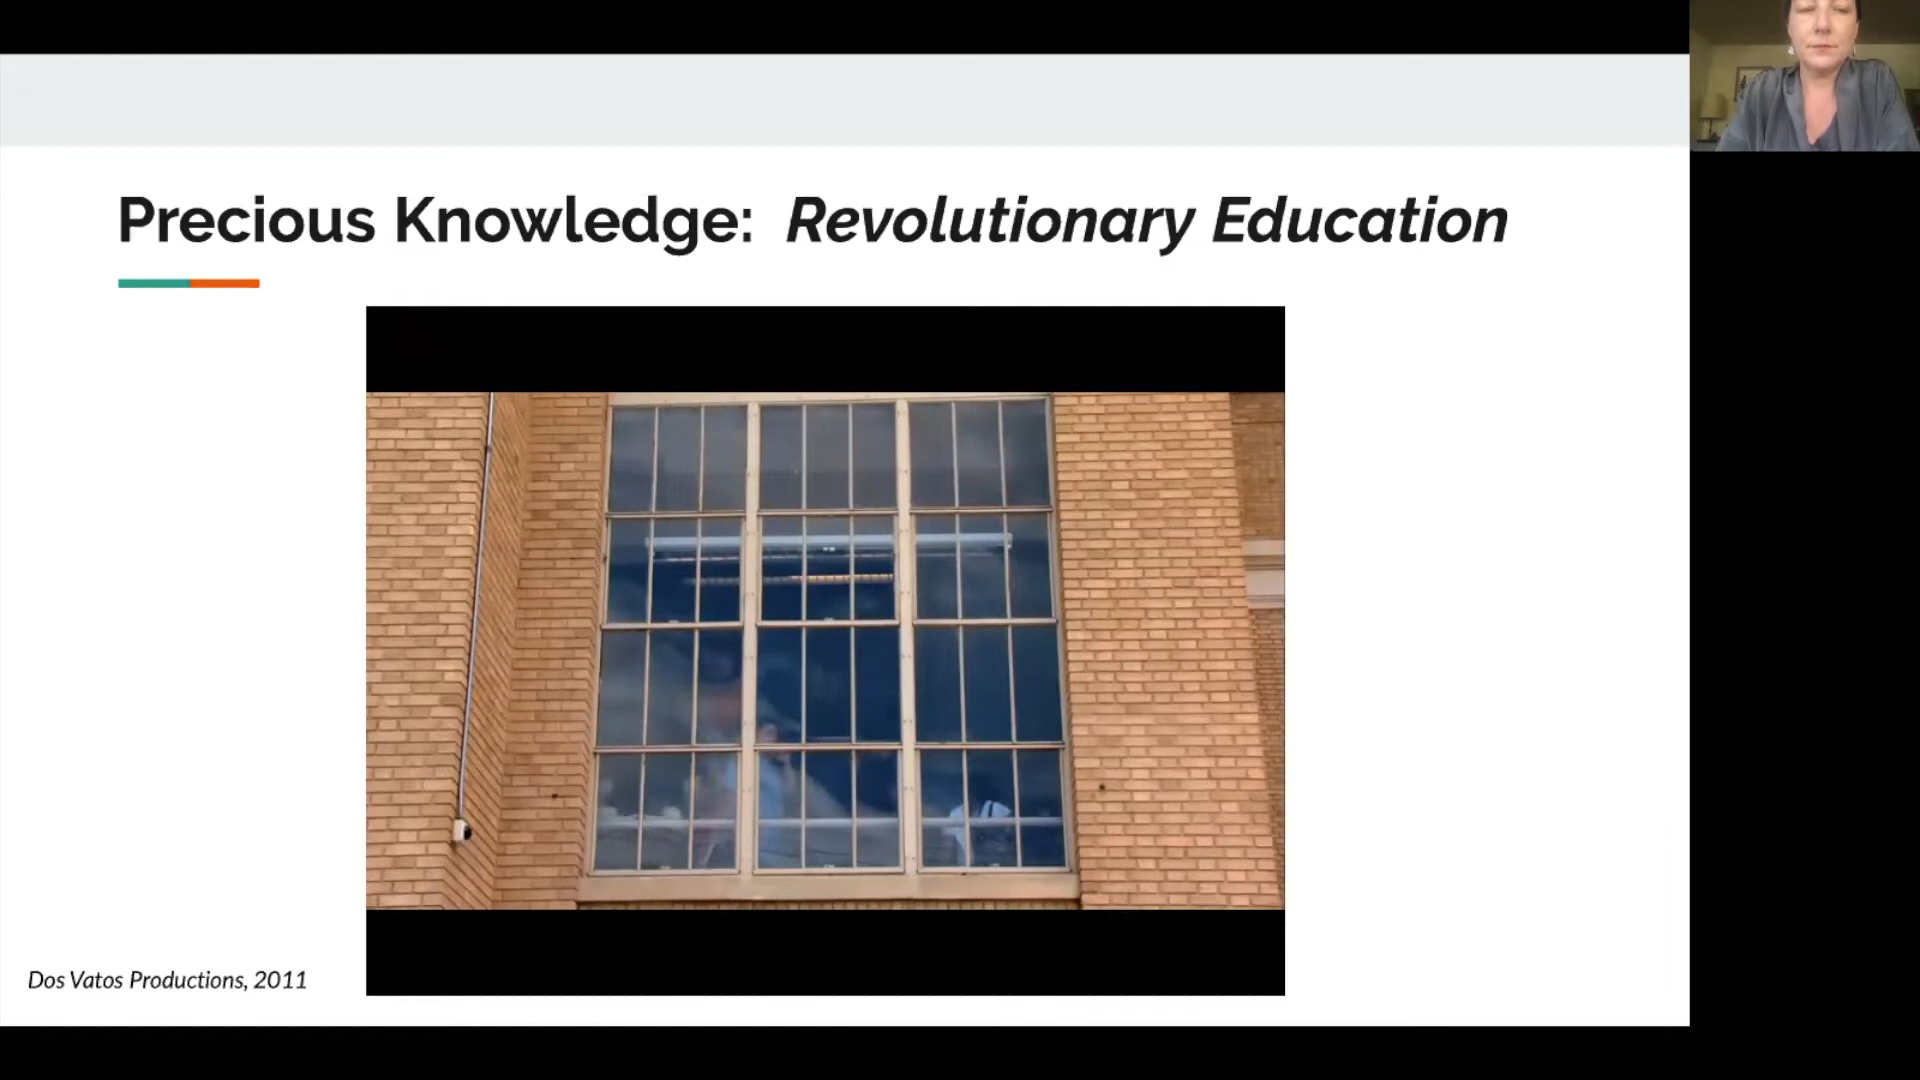 Precious Knowledge: Revolutionary Education
Dos Vatos Productions, 2011